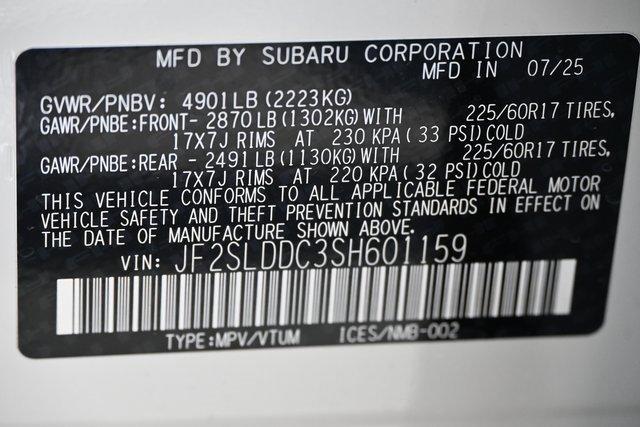 MFD BY SUBARU CORPORATION
MFD IN 07/25
GVWR/PNBV: 4901LB(2223KG)
GAWR/PNBE:FRONT- 2870LB(1302KG)WITH 225/60R17 TIRES,
17X7J RIMS AT 230 KPA( 33 PSI)COLD
GAWR/PNBE:REAR - 2491LB(1130KG)WITH 225/60R17 TIRES,
17X7J RIMS AT 220 KPA( 32 PSI)COLD
THIS VEHICLE CONFORMS TO ALL APPLICABLE FEDERAL MOTOR
VEHICLE SAFETY AND THEFT PREVENTION STANDARDS IN EFFECT ON
THE DATE OF MANUFACTURE SHOWN ABOVE.
VIN: JF2SLDDC3SH601159
TYPE:MPV/VTUM ICES/NMB-002